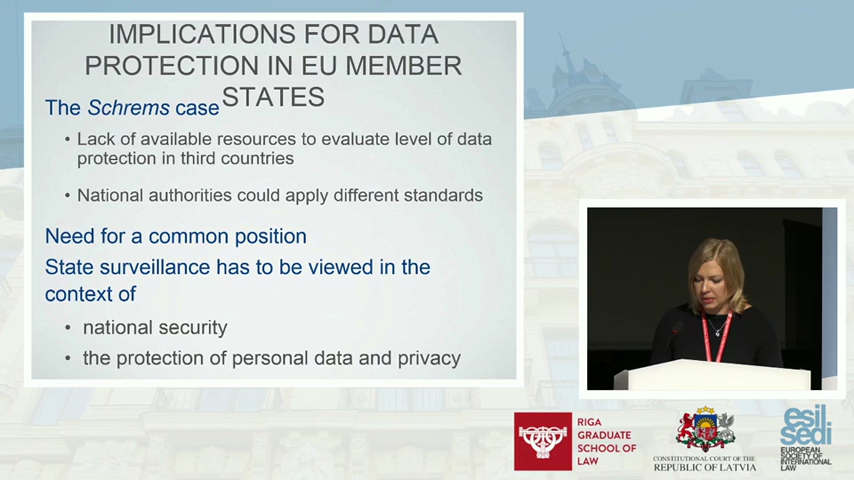 IMPLICATIONS FOR DATA
PROTECTION IN EU MEMBER
STATES
The Schrems case
• Lack of available resources to evaluate level of data
protection in third countries
• National authorities could apply different standards
Need for a common position
State surveillance has to be viewed in the
context of
• national security
• the protection of personal data and privacy
RIGA
GRADUATE
SCHOOL OF
LAW
CONSTITUTIONAL COURT OF THE
REPUBLIC OF LATVIA
esil
sedi
EUROPEAN
SOCIETY OF
INTERNATIONAL
LAW